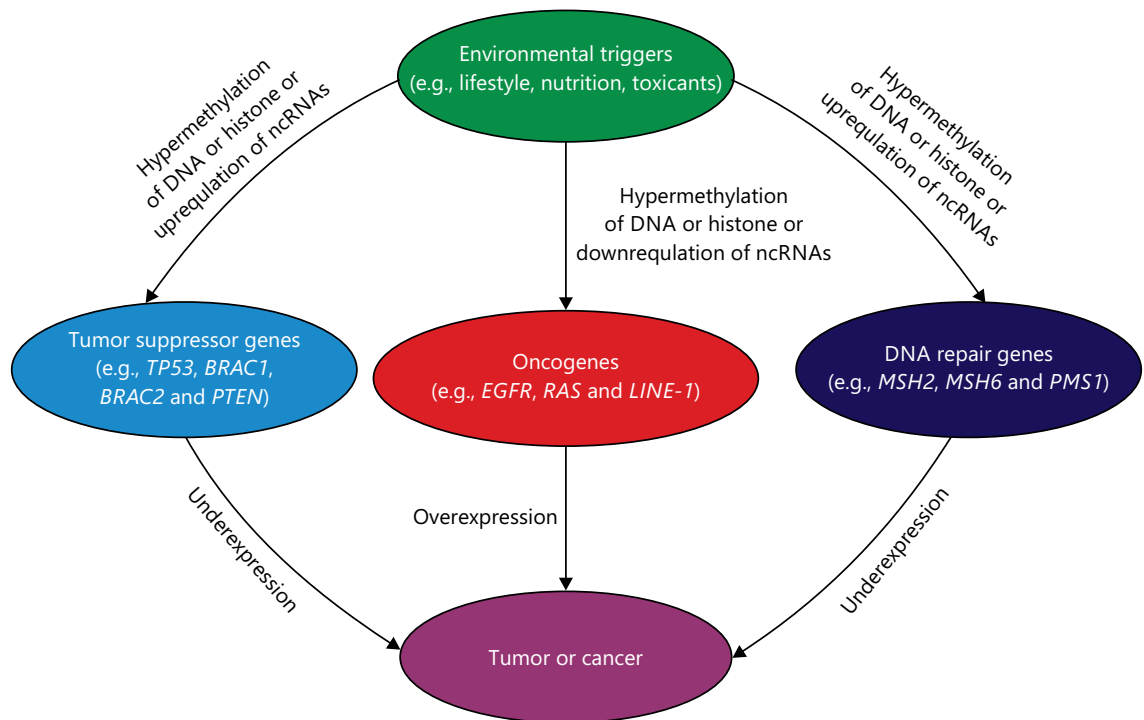 Environmental triggers
(e.g., lifestyle, nutrition, toxicants)
Hypermethylation
of DNA or histone or
uprequlation of ncRNAs
Hypermethylation
of DNA or histone or
downrequlation of ncRNAs
Hypermethylation
of DNA or histone or
upregulation of ncRNAs
Tumor suppressor genes
(e.g., TP53, BRAC1,
BRAC2 and PTEN)
Oncogenes
(e.g., EGFR, RAS and LINE-1)
DNA repair genes
(e.g., MSH2, MSH6 and PMS1)
Underexpression
Overexpression
Underexpression
Tumor or cancer